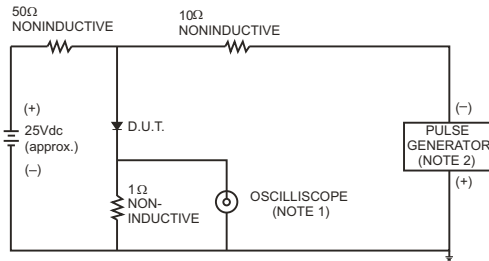 50Ω
NONINDUCTIVE
10Ω
NONINDUCTIVE
(+)
25Vdc
(approx.)
(–)
D.U.T.
1Ω
NON-
INDUCTIVE
OSCILLISCOPE
(NOTE 1)
(–)
PULSE
GENERATOR
(NOTE 2)
(+)